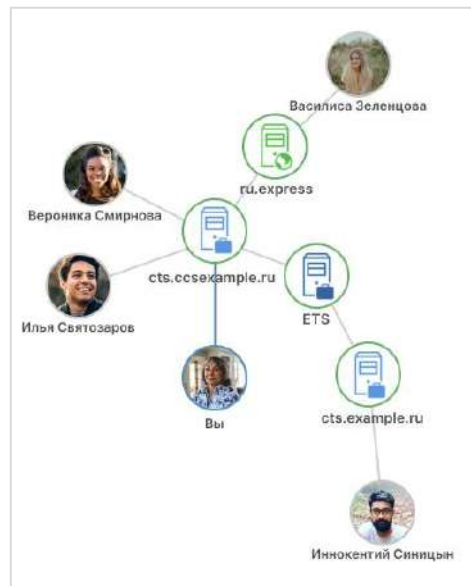 Василиса Зеленцова
ru.express
Вероника Смирнова
cts.ccsexample.ru
Илья Святозаров
ETS
Вы
cts.example.ru
Иннокентий Синицын